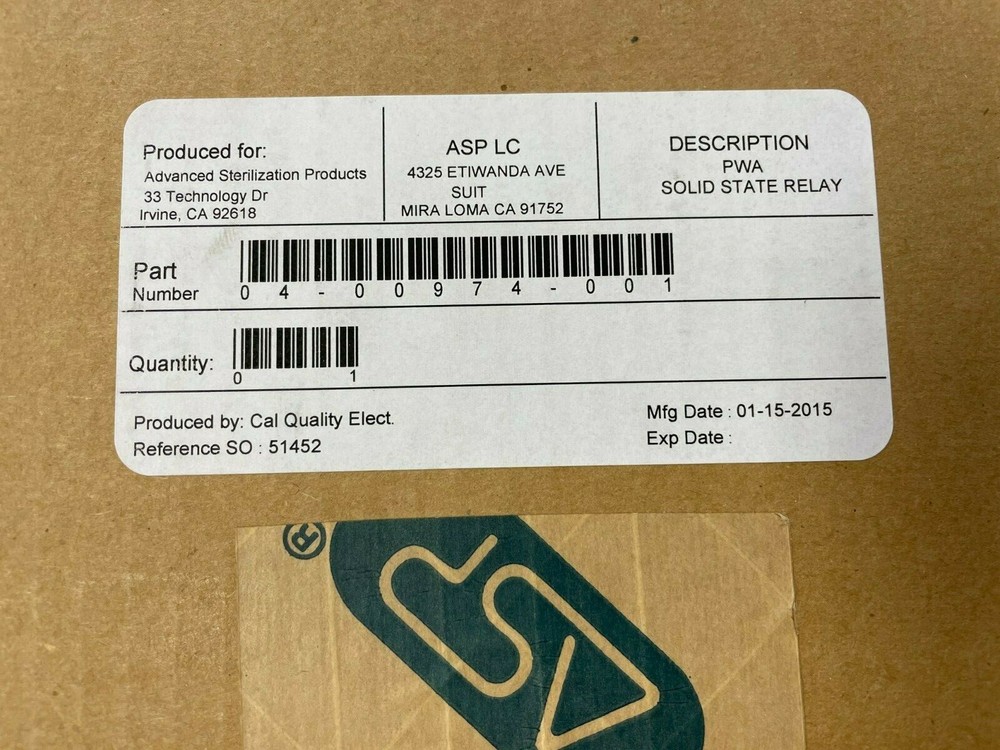 Produced for:
Advanced Sterilization Products
33 Technology Dr
Irvine, CA 92618
ASP LC
4325 ETIWANDA AVE
SUIT
MIRA LOMA CA 91752
DESCRIPTION
PWA
SOLID STATE RELAY
Part
Number
04-00974-001
Quantity:
01
Produced by: Cal Quality Elect.
Reference SO : 51452
Mfg Date : 01-15-2015
Exp Date :
®